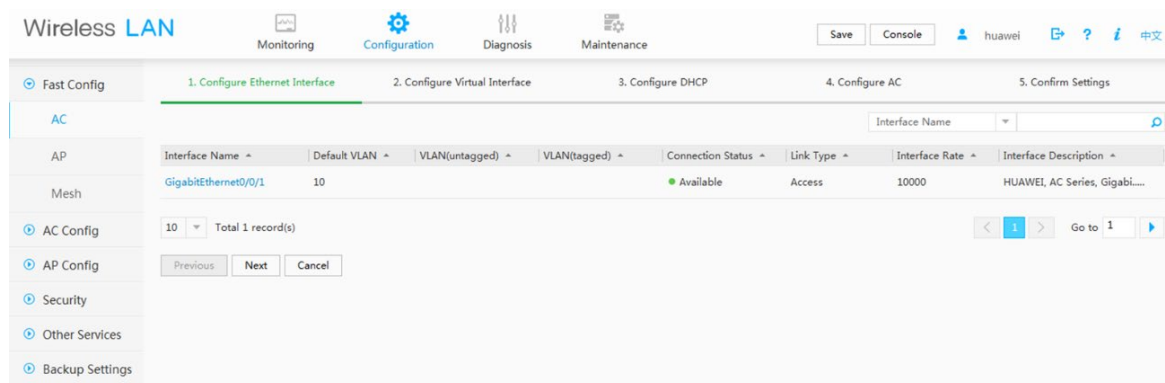 Wireless LAN
Monitoring
Configuration
Diagnosis
Maintenance
Save
Console
huawei
?
i
中文
Fast Config
AC
AP
Mesh
AC Config
AP Config
Security
Other Services
Backup Settings
1. Configure Ethernet Interface
2. Configure Virtual Interface
3. Configure DHCP
4. Configure AC
5. Confirm Settings
Interface Name
Interface Name Default VLAN VLAN(untagged) VLAN(tagged) Connection Status Link Type Interface Rate Interface Description
GigabitEthernet0/0/1 10 Available Access 10000 HUAWEI, AC Series, Gigabi.....
10 Total 1 record(s) < 1 > Go to 1
Previous Next Cancel